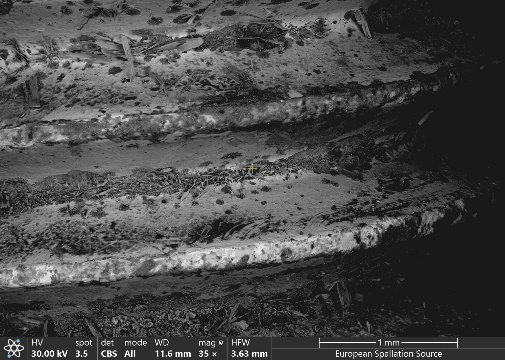 HV spot det mode WD mag HFW 1 mm
30.00 kV 3.5 CBS All 11.6 mm 35 × 3.63 mm European Spallation Source